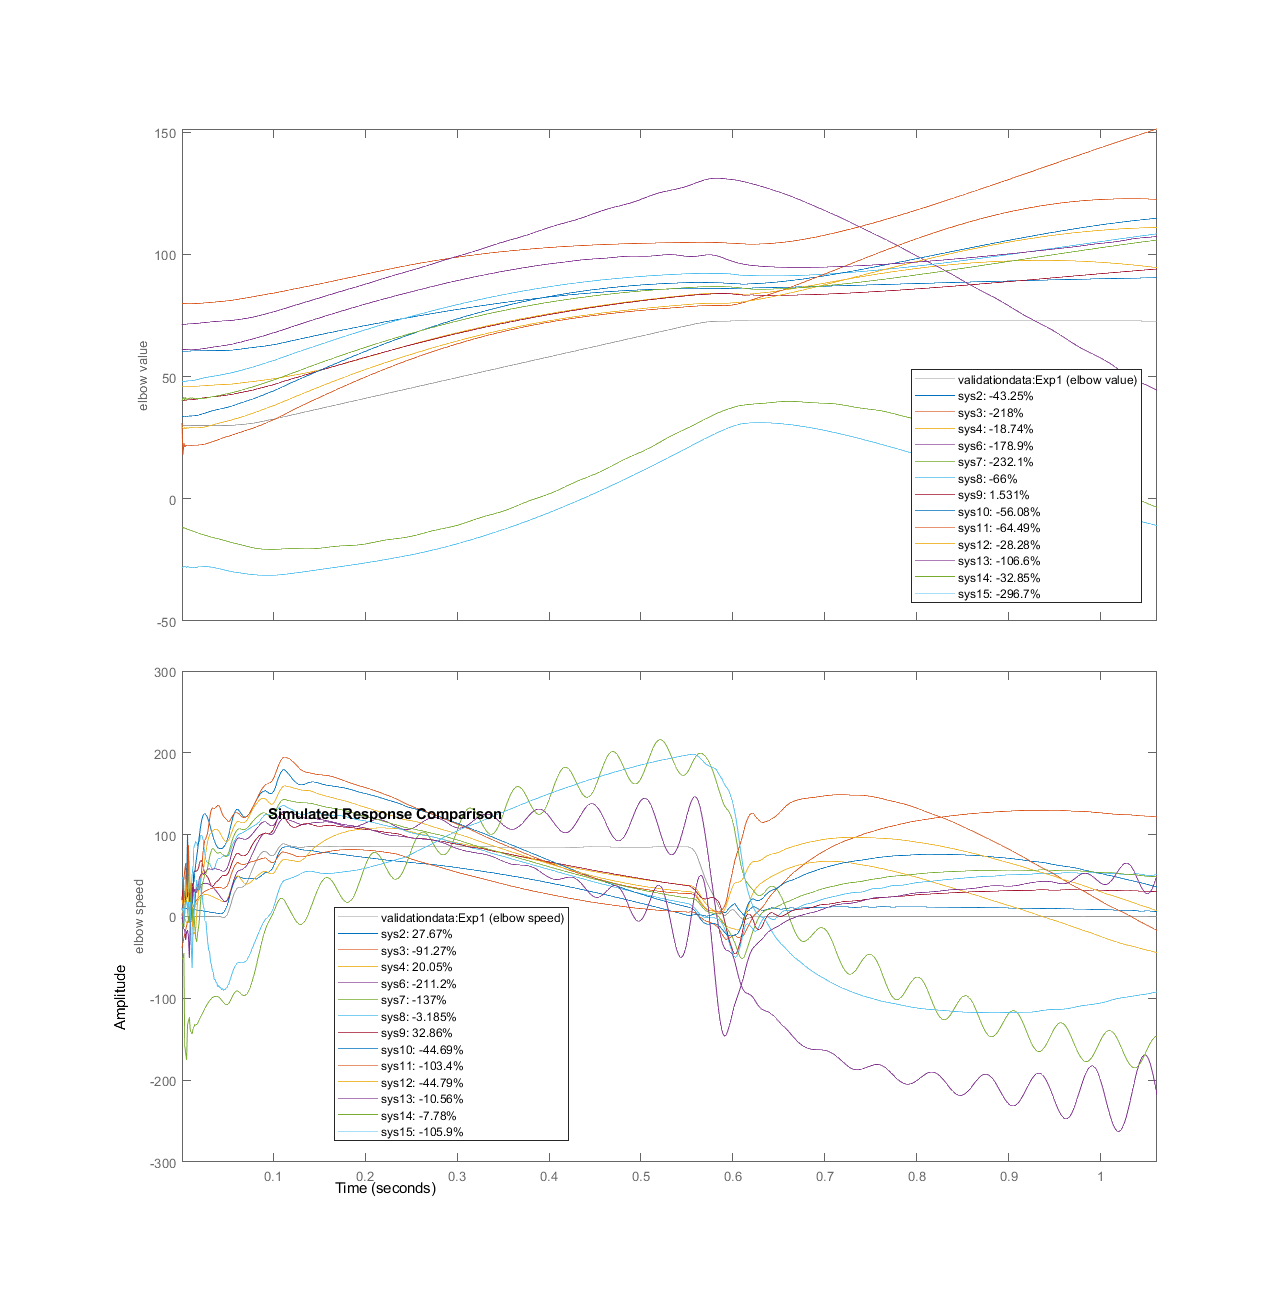 150
100
50
0
-50
elbow value
validationdata:Exp1 (elbow value)
sys2: -43.25%
sys3: -218%
sys4: -18.74%
sys6: -178.9%
sys7: -232.1%
sys8: -66%
sys9: 1.531%
sys10: -56.08%
sys11: -64.49%
sys12: -28.28%
sys13: -106.6%
sys14: -32.85%
sys15: -296.7%
300
200
100
0
-100
-200
-300
elbow speed
Amplitude
Simulated Response Comparison
validationdata:Exp1 (elbow speed)
sys2: 27.67%
sys3: -91.27%
sys4: 20.05%
sys6: -211.2%
sys7: -137%
sys8: -3.185%
sys9: 32.86%
sys10: -44.69%
sys11: -103.4%
sys12: -44.79%
sys13: -10.56%
sys14: -7.78%
sys15: -105.9%
0.1 0.2 0.3 0.4 0.5 0.6 0.7 0.8 0.9 1
Time (seconds)